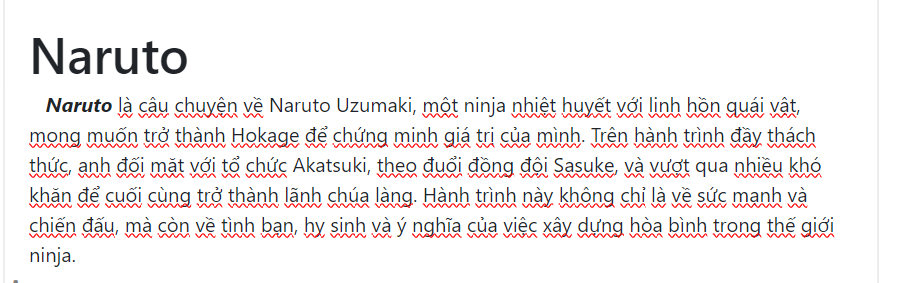 Naruto
Naruto là câu chuyện về Naruto Uzumaki, một ninja nhiệt huyết với linh hồn quái vật,
mong muốn trở thành Hokage để chứng minh giá trị của mình. Trên hành trình đầy thách
thức, anh đối mặt với tổ chức Akatsuki, theo đuổi đồng đội Sasuke, và vượt qua nhiều khó
khăn để cuối cùng trở thành lãnh chúa làng. Hành trình này không chỉ là về sức mạnh và
chiến đấu, mà còn về tình bạn, hy sinh và ý nghĩa của việc xây dựng hòa bình trong thế giới
ninja.